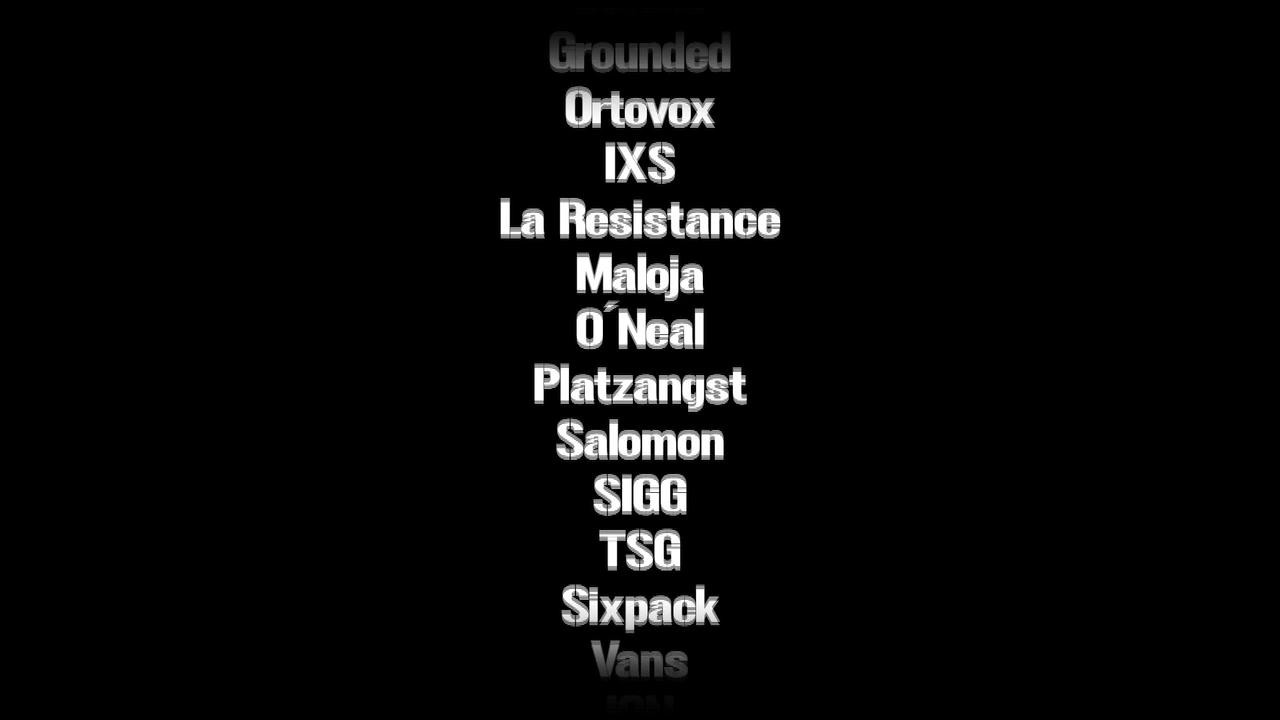 Grounded
Ortovox
IXS
La Resistance
Maloja
O´Neal
Platzangst
Salomon
SIGG
TSG
Sixpack
Vans